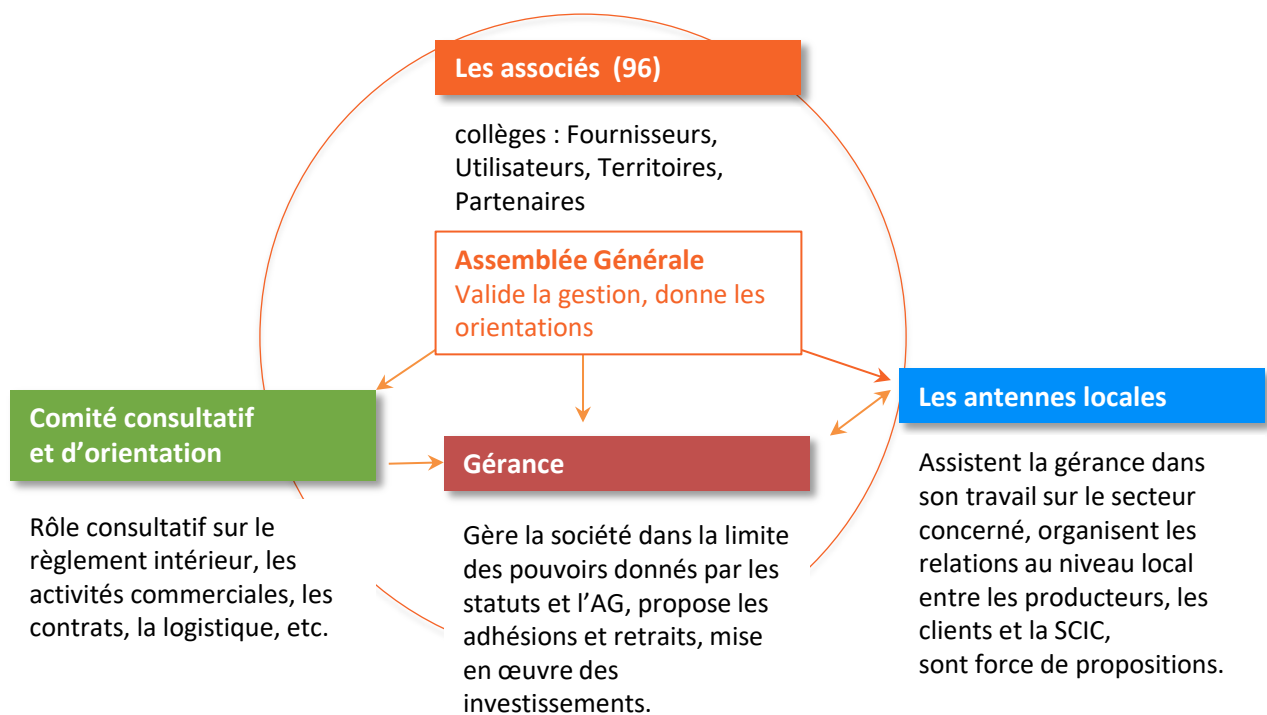 Les associés  (96)
collèges : Fournisseurs,
Utilisateurs, Territoires,
Partenaires
Assemblée Générale
Valide la gestion, donne les
orientations
Comité consultatif
et d’orientation
Rôle consultatif sur le
règlement intérieur, les
activités commerciales, les
contrats, la logistique, etc.
Gérance
Gère la société dans la limite
des pouvoirs donnés par les
statuts et l’AG, propose les
adhésions et retraits, mise
en œuvre des
investissements.
Les antennes locales
Assistent la gérance dans
son travail sur le secteur
concerné, organisent les
relations au niveau local
entre les producteurs, les
clients et la SCIC,
sont force de propositions.